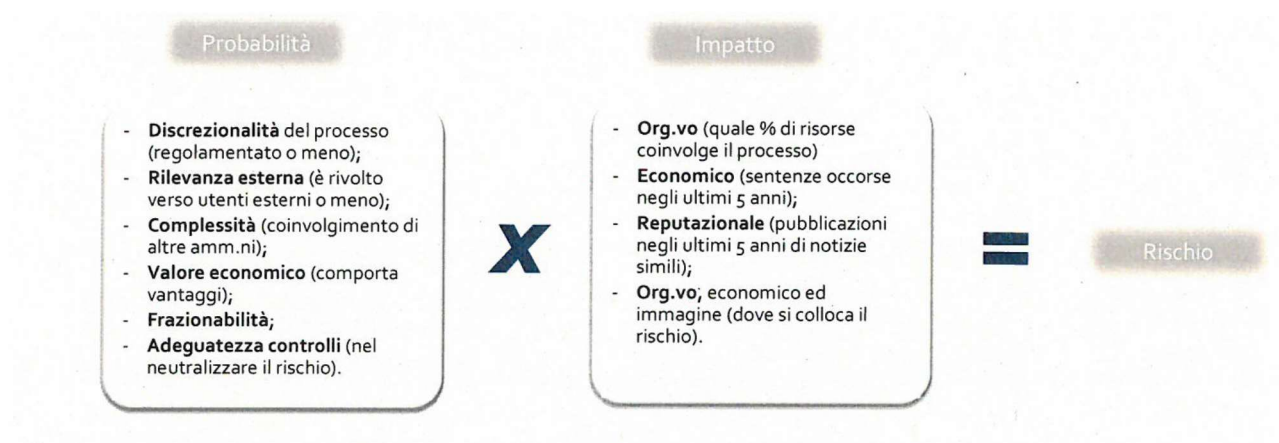 Probabilità
Impatto
- Discrezionalità del processo
(regolamentato o meno);
- Rilevanza esterna (è rivolto
verso utenti esterni o meno);
- Complessità (coinvolgimento di
altre amm.ni);
- Valore economico (comporta
vantaggi);
- Frazionabilità;
- Adeguatezza controlli (nel
neutralizzare il rischio).
X
- Org.vo (quale % di risorse
coinvolge il processo)
- Economico (sentenze occorse
negli ultimi 5 anni);
- Reputazionale (pubblicazioni
negli ultimi 5 anni di notizie
simili);
- Org.vo; economico ed
immagine (dove si colloca il
rischio).
=
Rischio